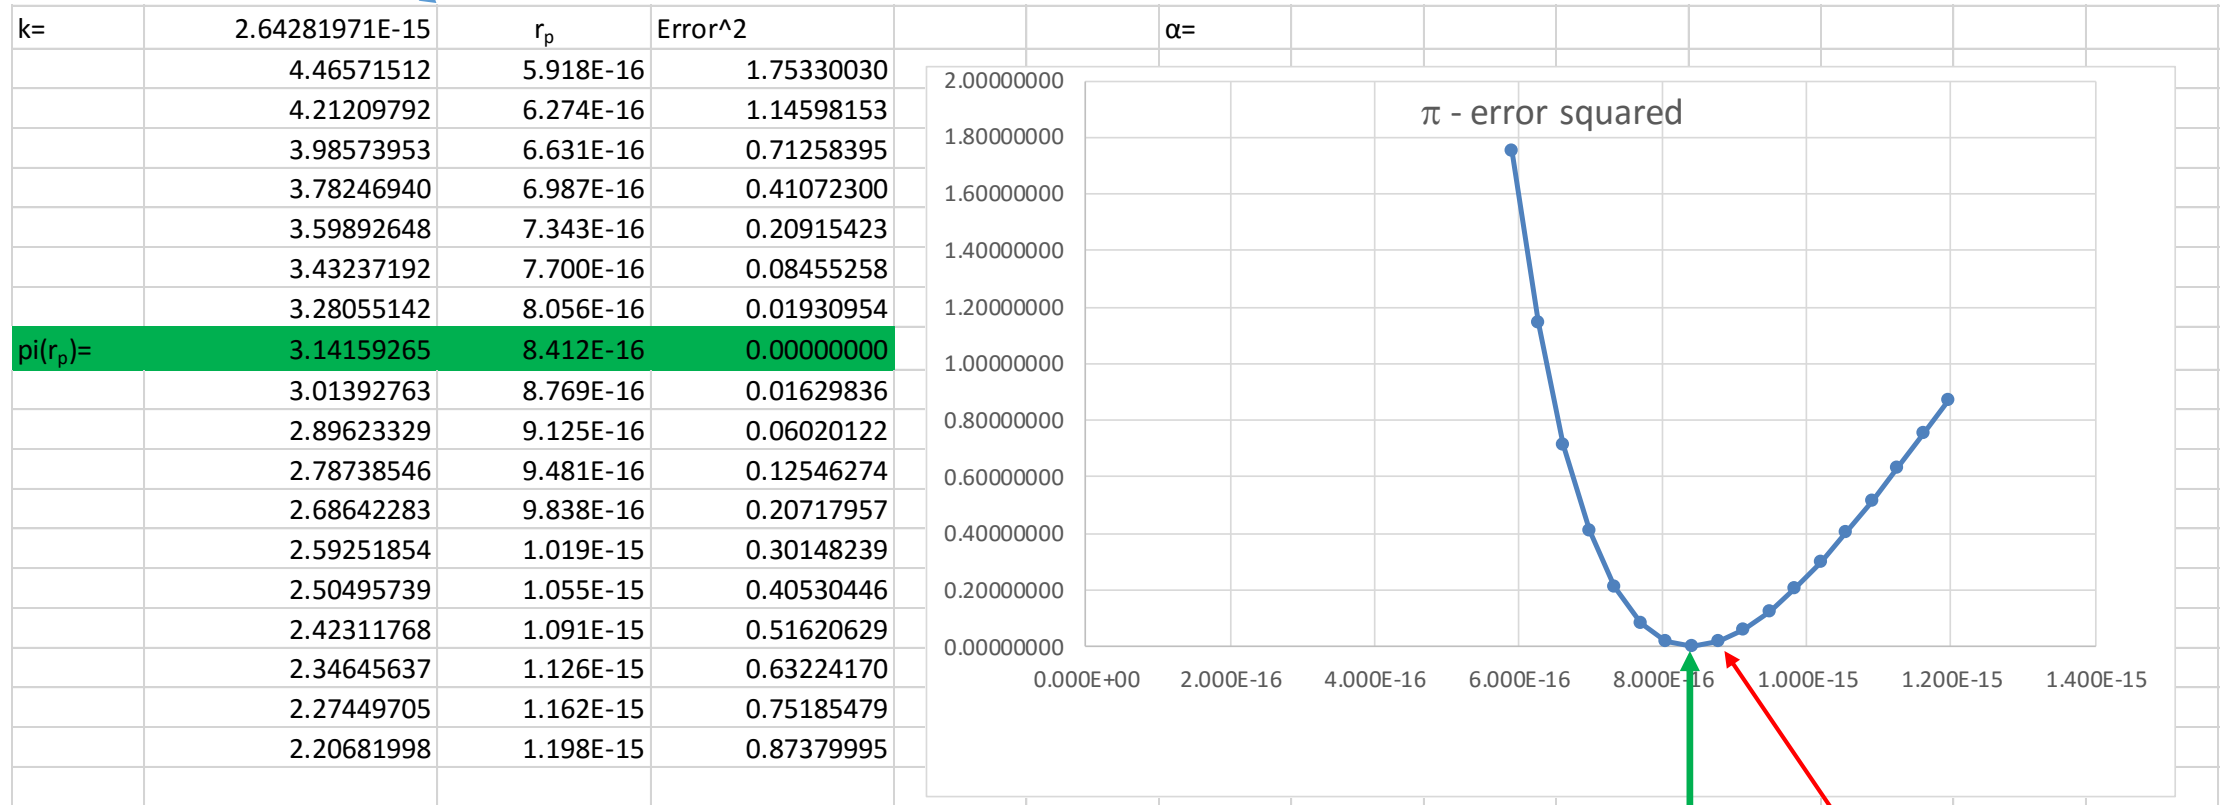 k= 2.64281971E-15 rp Error^2 α=
4.46571512 5.918E-16 1.75330030
4.21209792 6.274E-16 1.14598153
3.98573953 6.631E-16 0.71258395
3.78246940 6.987E-16 0.41072300
3.59892648 7.343E-16 0.20915423
3.43237192 7.700E-16 0.08455258
3.28055142 8.056E-16 0.01930954
pi(rp)= 3.14159265 8.412E-16 0.00000000
3.01392763 8.769E-16 0.01629836
2.89623329 9.125E-16 0.06020122
2.78738546 9.481E-16 0.12546274
2.68642283 9.838E-16 0.20717957
2.59251854 1.019E-15 0.30148239
2.50495739 1.055E-15 0.40530446
2.42311768 1.091E-15 0.51620629
2.34645637 1.126E-15 0.63224170
2.27449705 1.162E-15 0.75185479
2.20681998 1.198E-15 0.87379995
π - error squared
2.00000000
1.80000000
1.60000000
1.40000000
1.20000000
1.00000000
0.80000000
0.60000000
0.40000000
0.20000000
0.00000000
0.000E+00 2.000E-16 4.000E-16 6.000E-16 8.000E-16 1.000E-15 1.200E-15 1.400E-15